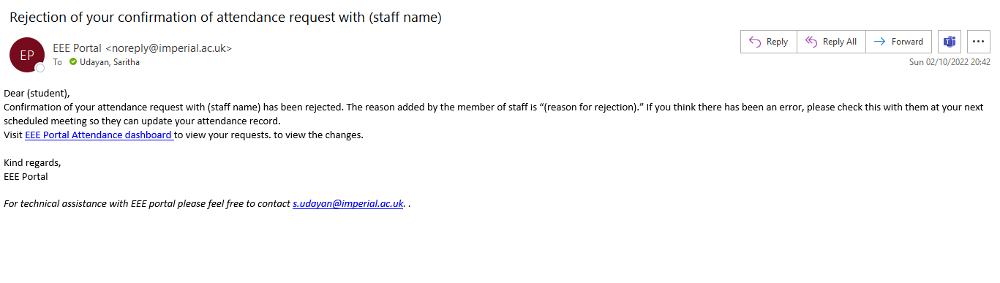 Rejection of your confirmation of attendance request with (staff name)
EP
EEE Portal <noreply@imperial.ac.uk>
To Udayan, Saritha
Reply
Reply All
Forward
Sun 02/10/2022 20:42
Dear (student),
Confirmation of your attendance request with (staff name) has been rejected. The reason added by the member of staff is “(reason for rejection).” If you think there has been an error, please check this with them at your next
scheduled meeting so they can update your attendance record.
Visit EEE Portal Attendance dashboard to view your requests. to view the changes.
Kind regards,
EEE Portal
For technical assistance with EEE portal please feel free to contact s.udayan@imperial.ac.uk. .